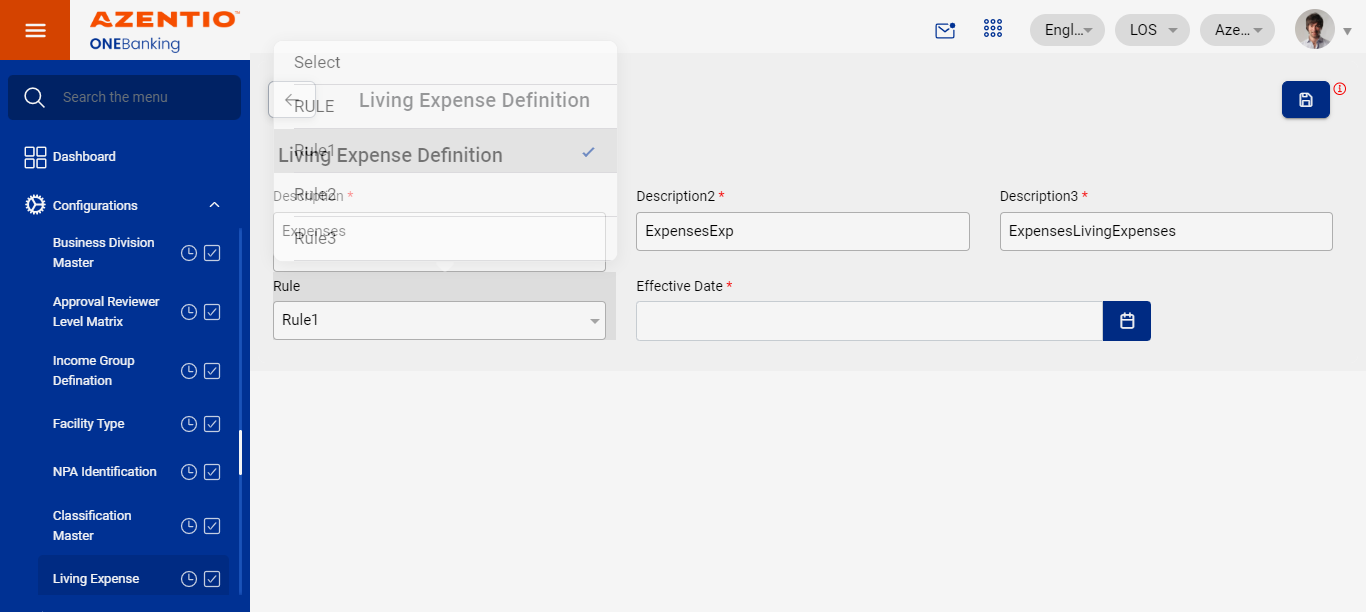 AZENTIO™
ONEBanking
Engl...
LOS
Aze...
Search the menu
Dashboard
Configurations
Business Division
Master
Approval Reviewer
Level Matrix
Income Group
Defination
Facility Type
NPA Identification
Classification
Master
Living Expense
Select
RULE
Living Expense Definition
Rule1
Living Expense Definition
Rule2
Description *
Rule3
Expenses
Description2 *
ExpensesExp
Description3 *
ExpensesLivingExpenses
Rule
Rule1
Effective Date *